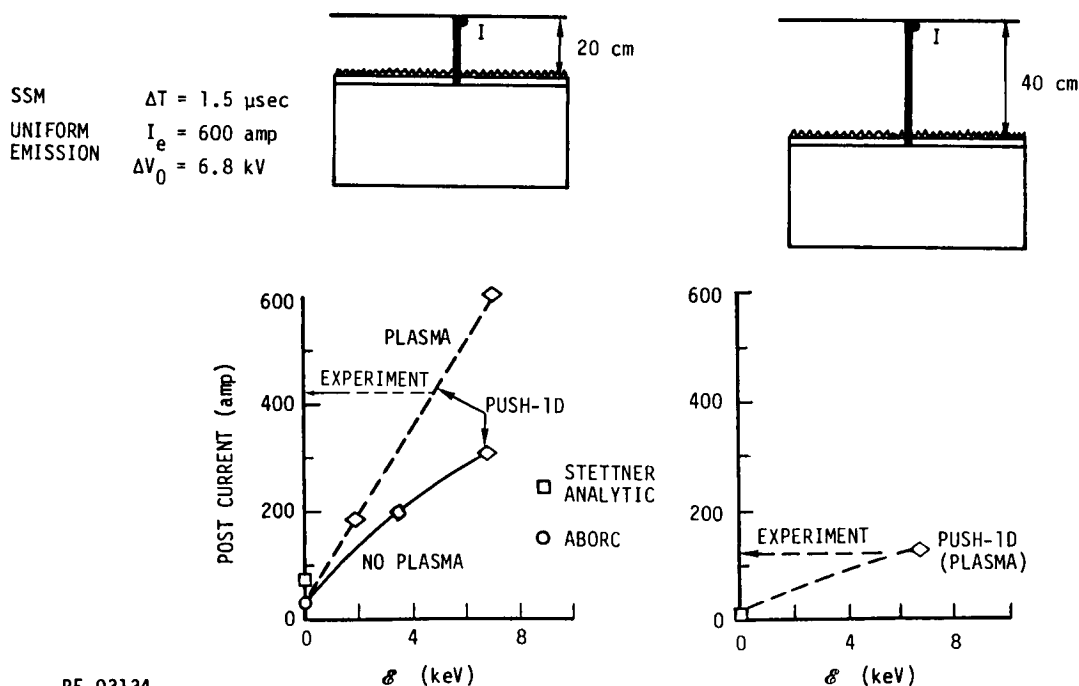 I
20 cm
I
40 cm
SSM ΔT = 1.5 μsec
UNIFORM I_e = 600 amp
EMISSION
ΔV_0 = 6.8 kV
600
400
200
0
POST CURRENT (amp)
PLASMA
EXPERIMENT
PUSH-1D
NO PLASMA
STETTNER
ANALYTIC
ABORC
0 4 8
ℰ (keV)
600
400
200
0
EXPERIMENT
PUSH-1D
(PLASMA)
0 4 8
ℰ (keV)